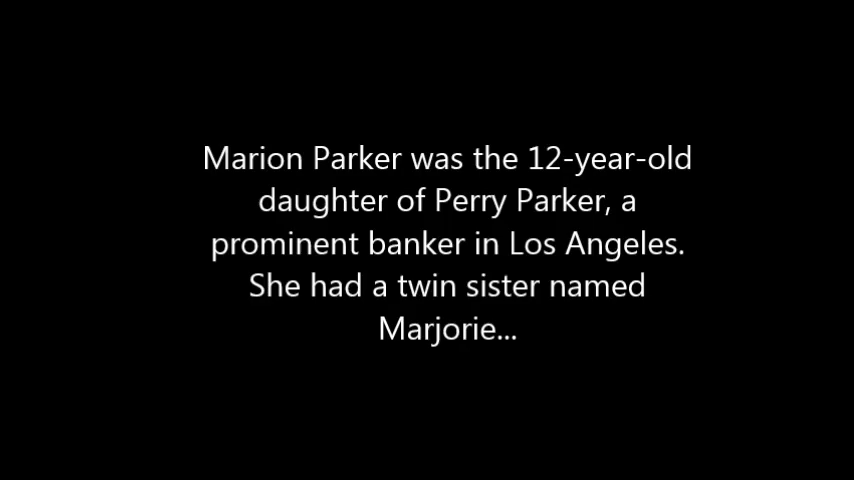 Marion Parker was the 12-year-old
daughter of Perry Parker, a
prominent banker in Los Angeles.
She had a twin sister named
Marjorie...